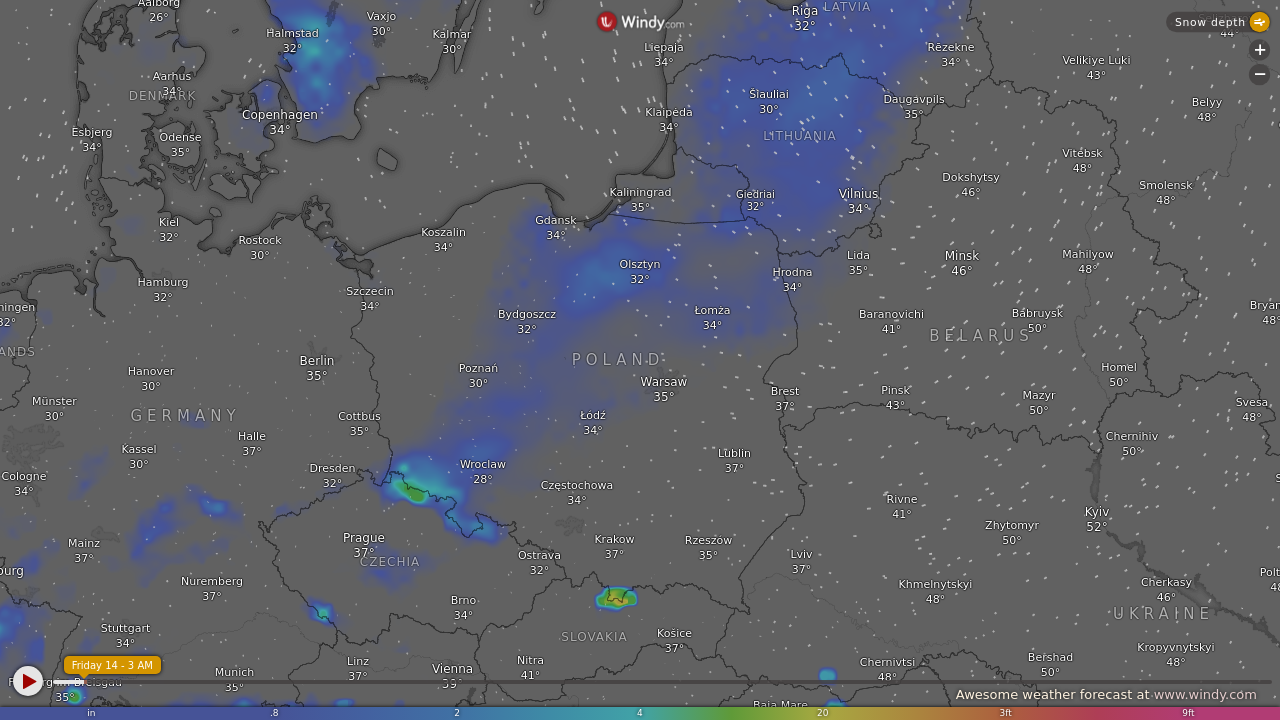 Aalborg
26°
Vaxjo
30°
Halmstad
32°
Kalmar
30°
Windy.com
Riga
32°
LATVIA
Snow depth
44°
Liepaja
34°
Rēzekne
34°
Velikiye Luki
43°
+
−
Aarhus
34°
DENMARK
Šiauliai
30°
Daugavpils
35°
Belyy
48°
Copenhagen
34°
Klaipėda
34°
LITHUANIA
Esbjerg
34°
Odense
35°
Vitebsk
48°
Dokshytsy
46°
Smolensk
48°
Kaliningrad
35°
Giedriai
32°
Vilnius
34°
Kiel
32°
Gdansk
34°
Koszalin
34°
Rostock
30°
Lida
35°
Minsk
46°
Mahilyow
48°
Olsztyn
32°
Hrodna
34°
Hamburg
32°
Szczecin
34°
ningen
32°
Bydgoszcz
32°
Łomża
34°
Baranovichi
41°
Babruysk
50°
BELARUS
Bryan
48°
ANDS
Berlin
35°
POLAND
Hanover
30°
Poznań
30°
Warsaw
35°
Homel
50°
Brest
37°
Pinsk
43°
Mazyr
50°
Svesa
48°
Münster
30°
GERMANY
Cottbus
35°
Łódź
34°
Halle
37°
Chernihiv
50°
Kassel
30°
Lublin
37°
Cologne
34°
Dresden
32°
Wroclaw
28°
Częstochowa
34°
S
Rivne
41°
Kyiv
52°
Zhytomyr
50°
Mainz
37°
Prague
37°
CZECHIA
Krakow
37°
Rzeszów
35°
Ostrava
32°
Lviv
37°
burg
Nuremberg
37°
Khmelnytskyi
48°
Cherkasy
46°
Polt
48
Brno
34°
UKRAINE
Stuttgart
34°
SLOVAKIA
Košice
37°
Kropyvnytskyi
48°
Friday 14 - 3 AM
Munich
35°
Linz
37°
Vienna
39°
Nitra
41°
Chernivtsi
48°
Bershad
50°
Freiburg im Breisgau
35°
Awesome weather forecast at www.windy.com
Baia Mare
in .8 2 4 20 3ft 9ft